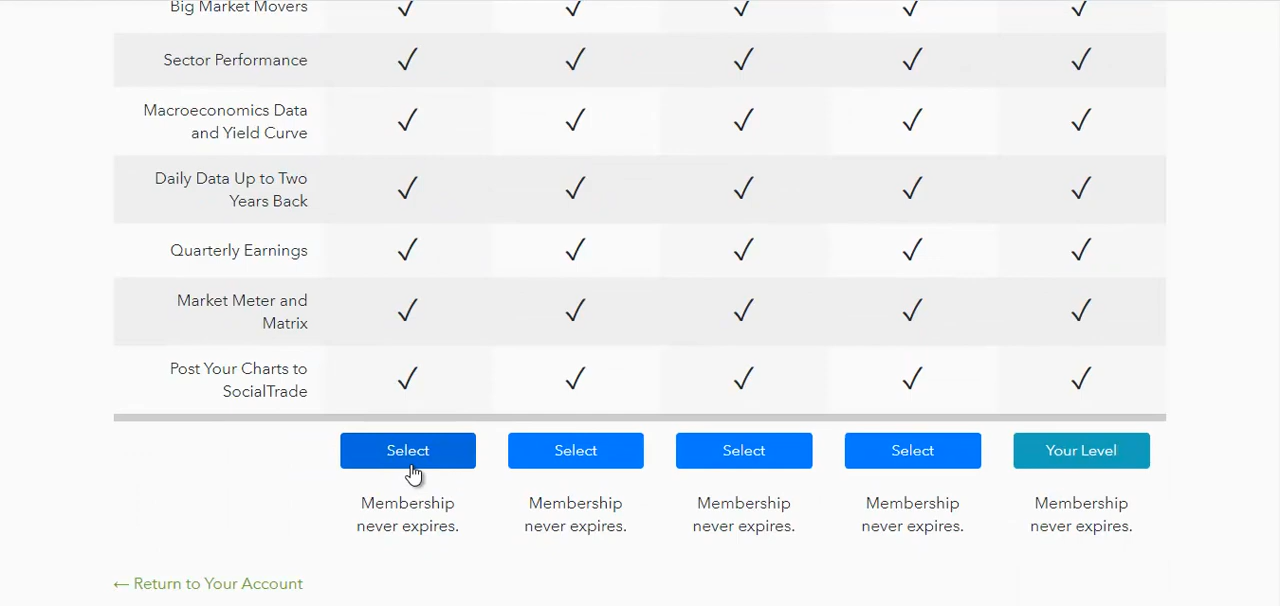 Big Market Movers
Sector Performance
Macroeconomics Data
and Yield Curve
Daily Data Up to Two
Years Back
Quarterly Earnings
Market Meter and
Matrix
Post Your Charts to
SocialTrade
Select Select Select Select Your Level
Membership Membership Membership Membership Membership
never expires. never expires. never expires. never expires. never expires.
← Return to Your Account